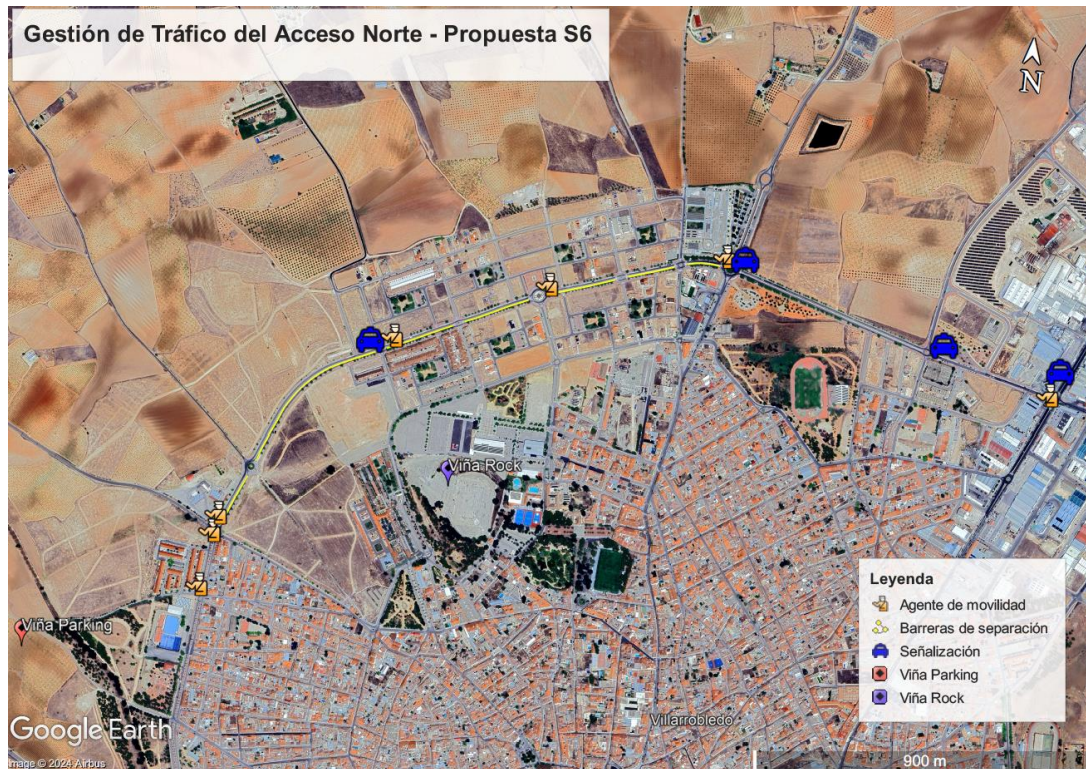 Gestión de Tráfico del Acceso Norte - Propuesta S6
N
Viña Rock
Viña Parking
Leyenda
Agente de movilidad
Barreras de separación
Señalización
Viña Parking
Viña Rock
Villarrobledo
Google Earth
900 m
Image © 2024 Airbus